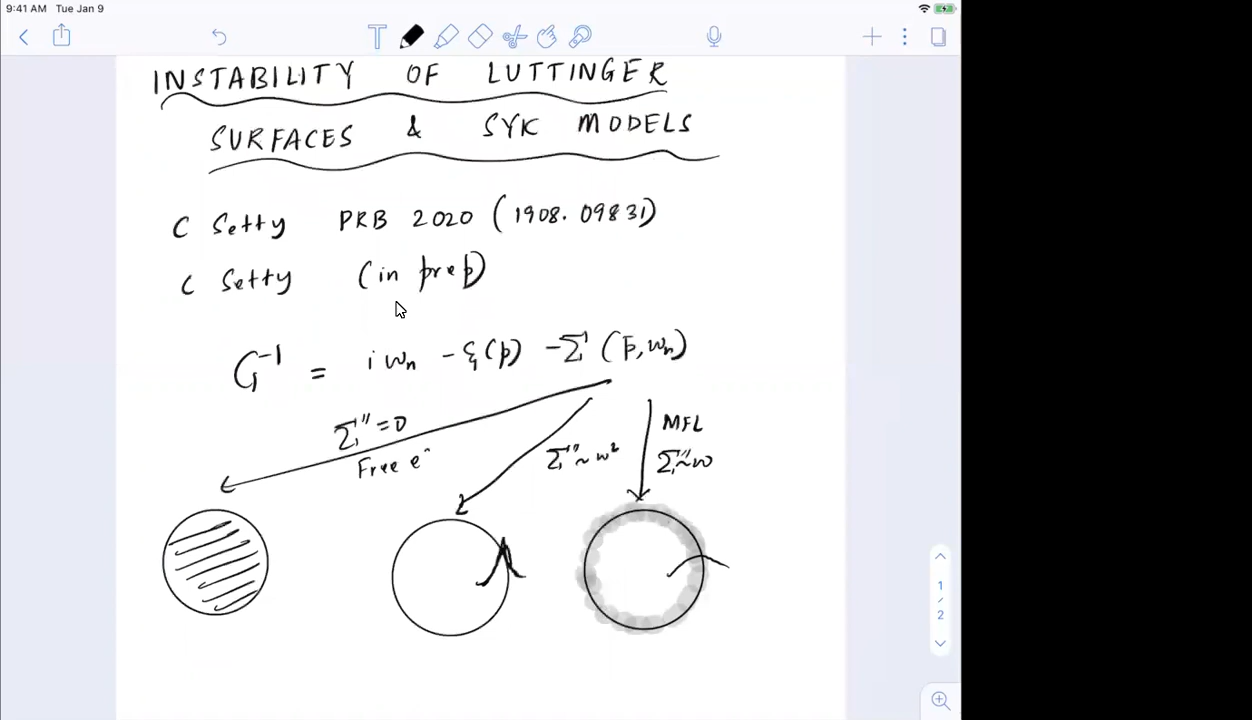 9:41 AM Tue Jan 9
INSTABILITY OF LUTTINGER
SURFACES & SYK MODELS
C Setty PRB 2020 (1908.09831)
C Setty (in prep)
G⁻¹ = iωₙ - ξ(p) - Σ(p, ωₙ)
Σ'' = 0
Free e⁻
Σ'' ~ ω²
MFL
Σ'' ~ ω
1
/
2